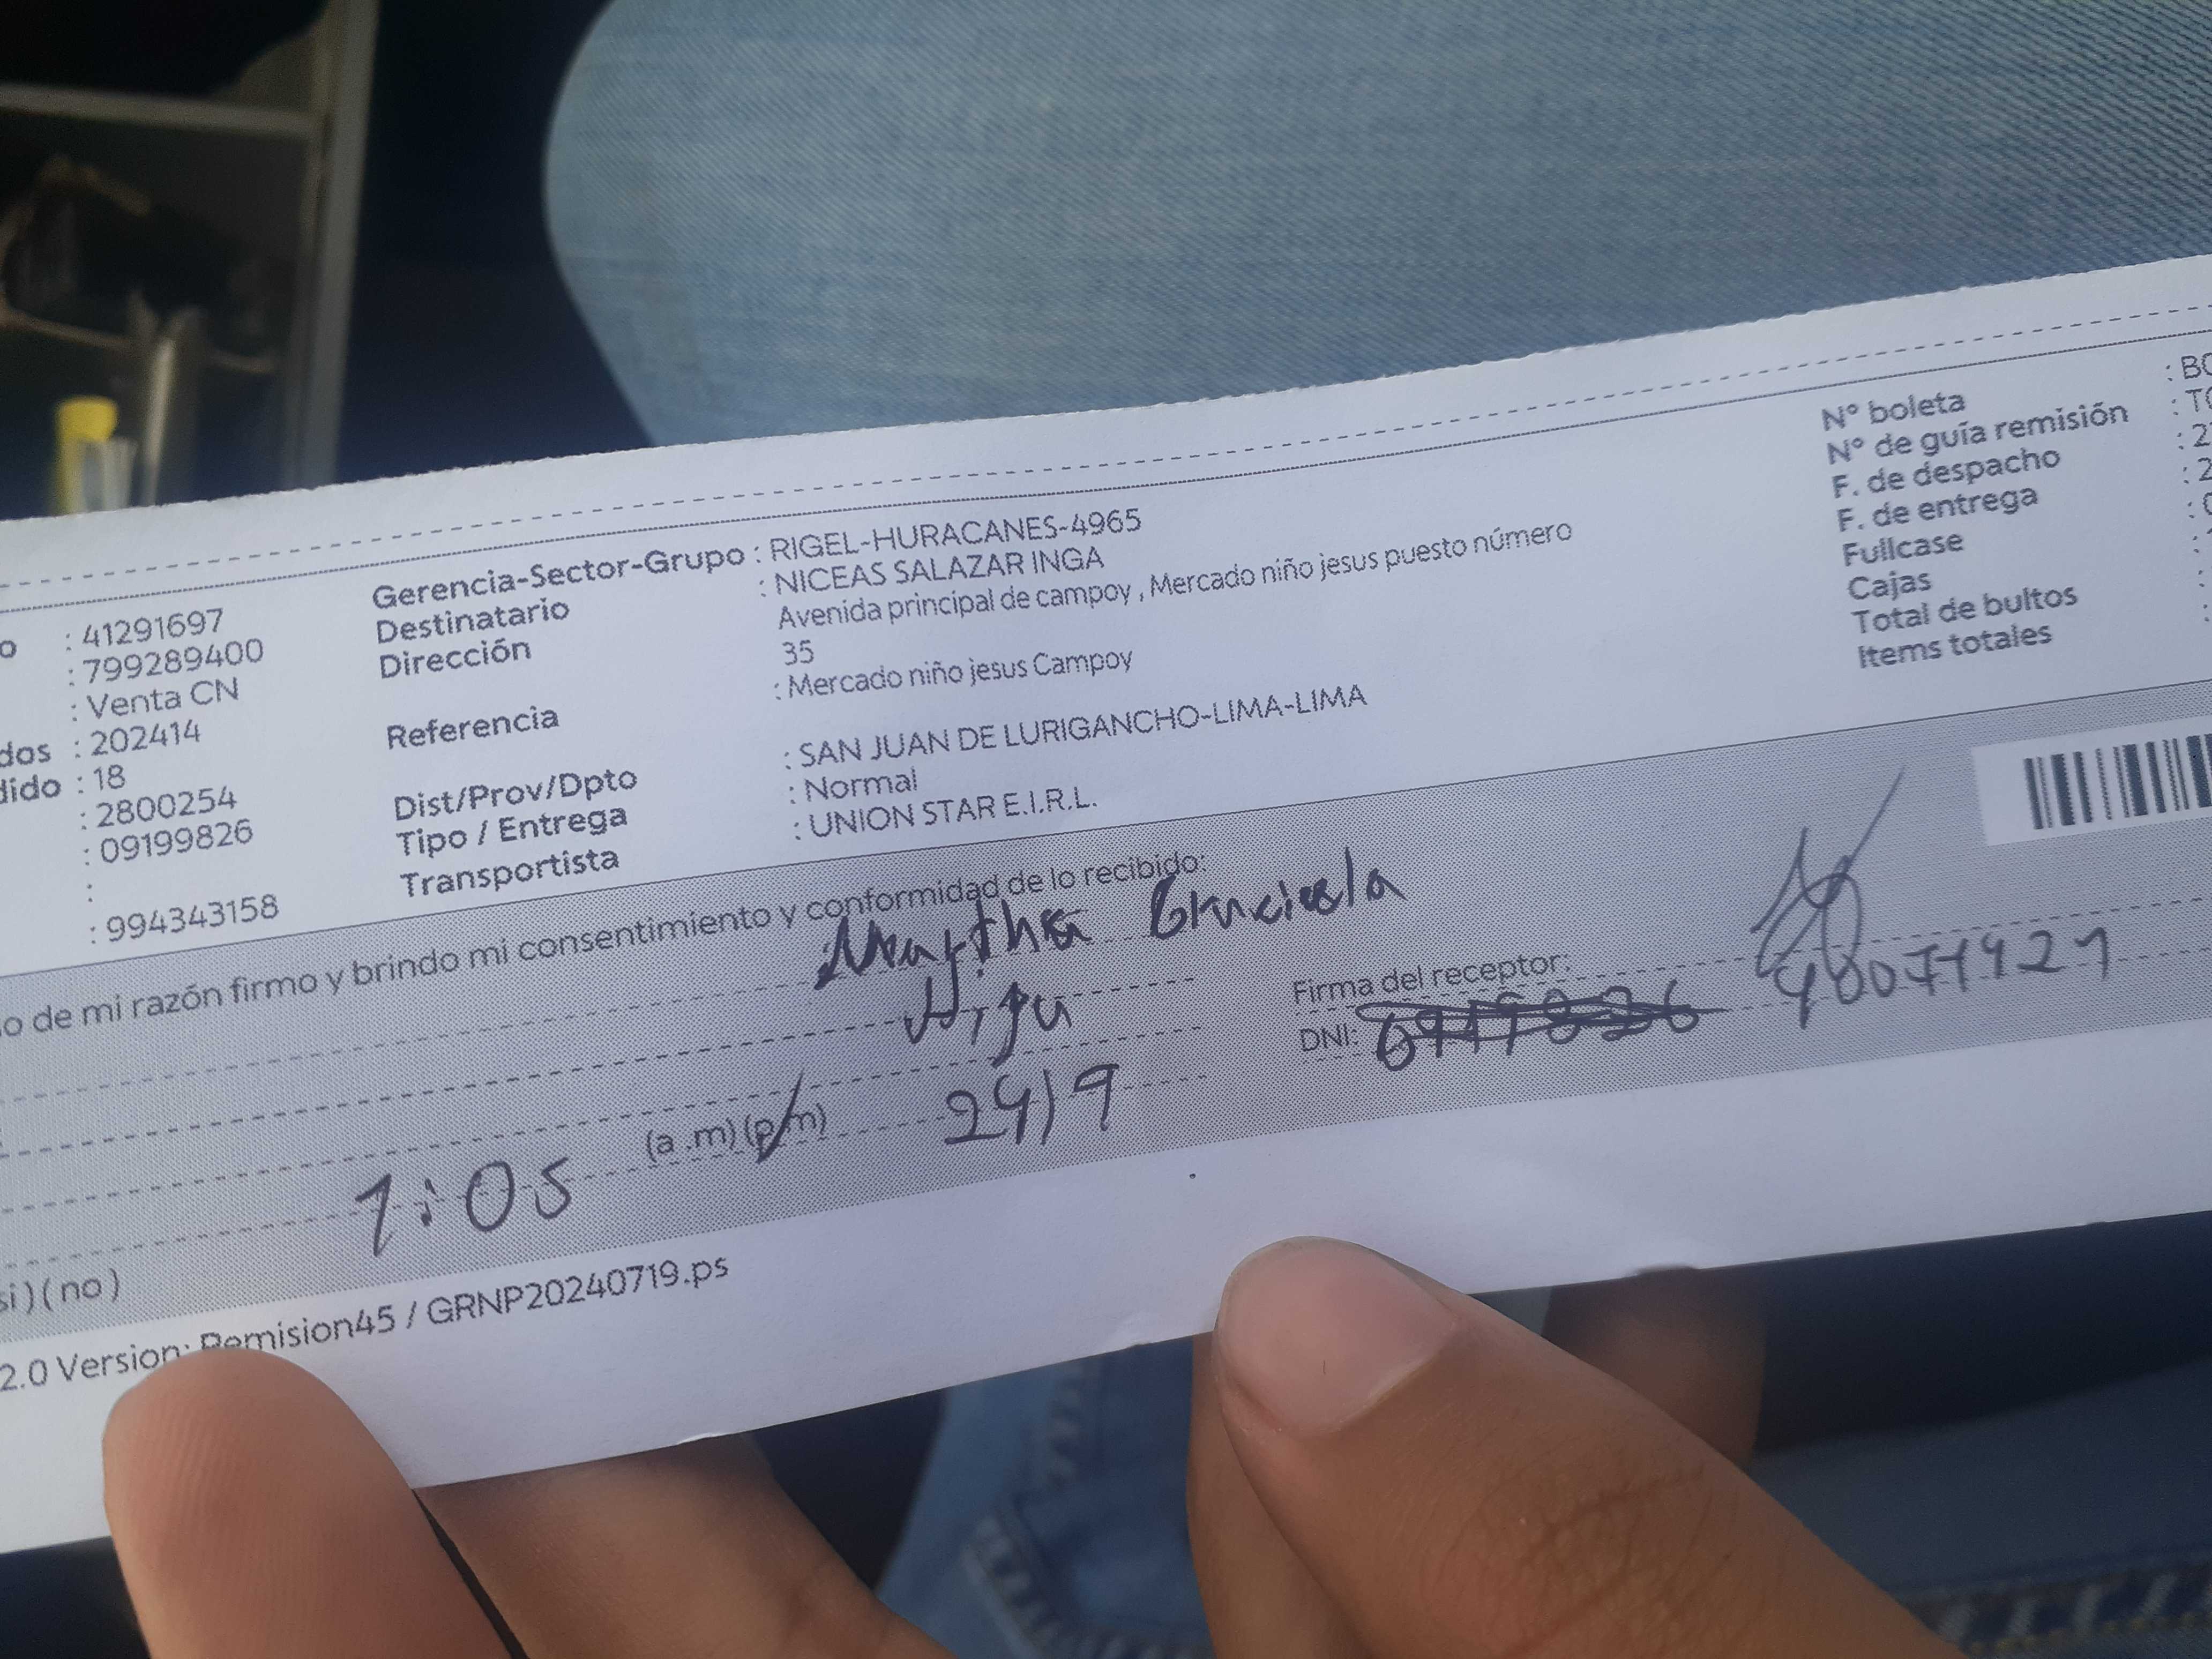 Gerencia-Sector-Grupo : RIGEL-HURACANES-4965
Destinatario : NICEAS SALAZAR INGA
Dirección Avenida principal de campoy , Mercado niño jesus puesto número
35
Referencia : Mercado niño jesus Campoy
Dist/Prov/Dpto : SAN JUAN DE LURIGANCHO-LIMA-LIMA
Tipo / Entrega : Normal
Transportista : UNION STAR E.I.R.L.
o : 41291697
: 799289400
: Venta CN
dos : 202414
dido : 18
: 2800254
: 09199826
:
: 994343158
N° boleta : BO
N° de guía remisión : T0
F. de despacho : 2
F. de entrega : 2
Fullcase : 0
Cajas
Total de bultos
Items totales
o de mi razón firmo y brindo mi consentimiento y conformidad de lo recibido:
Martha Graciela
Firma del receptor:
DNI: 40071921
1:05 (a .m) (p.m) 24/9
si ) ( no )
2.0 Version: Remision45 / GRNP20240719.ps